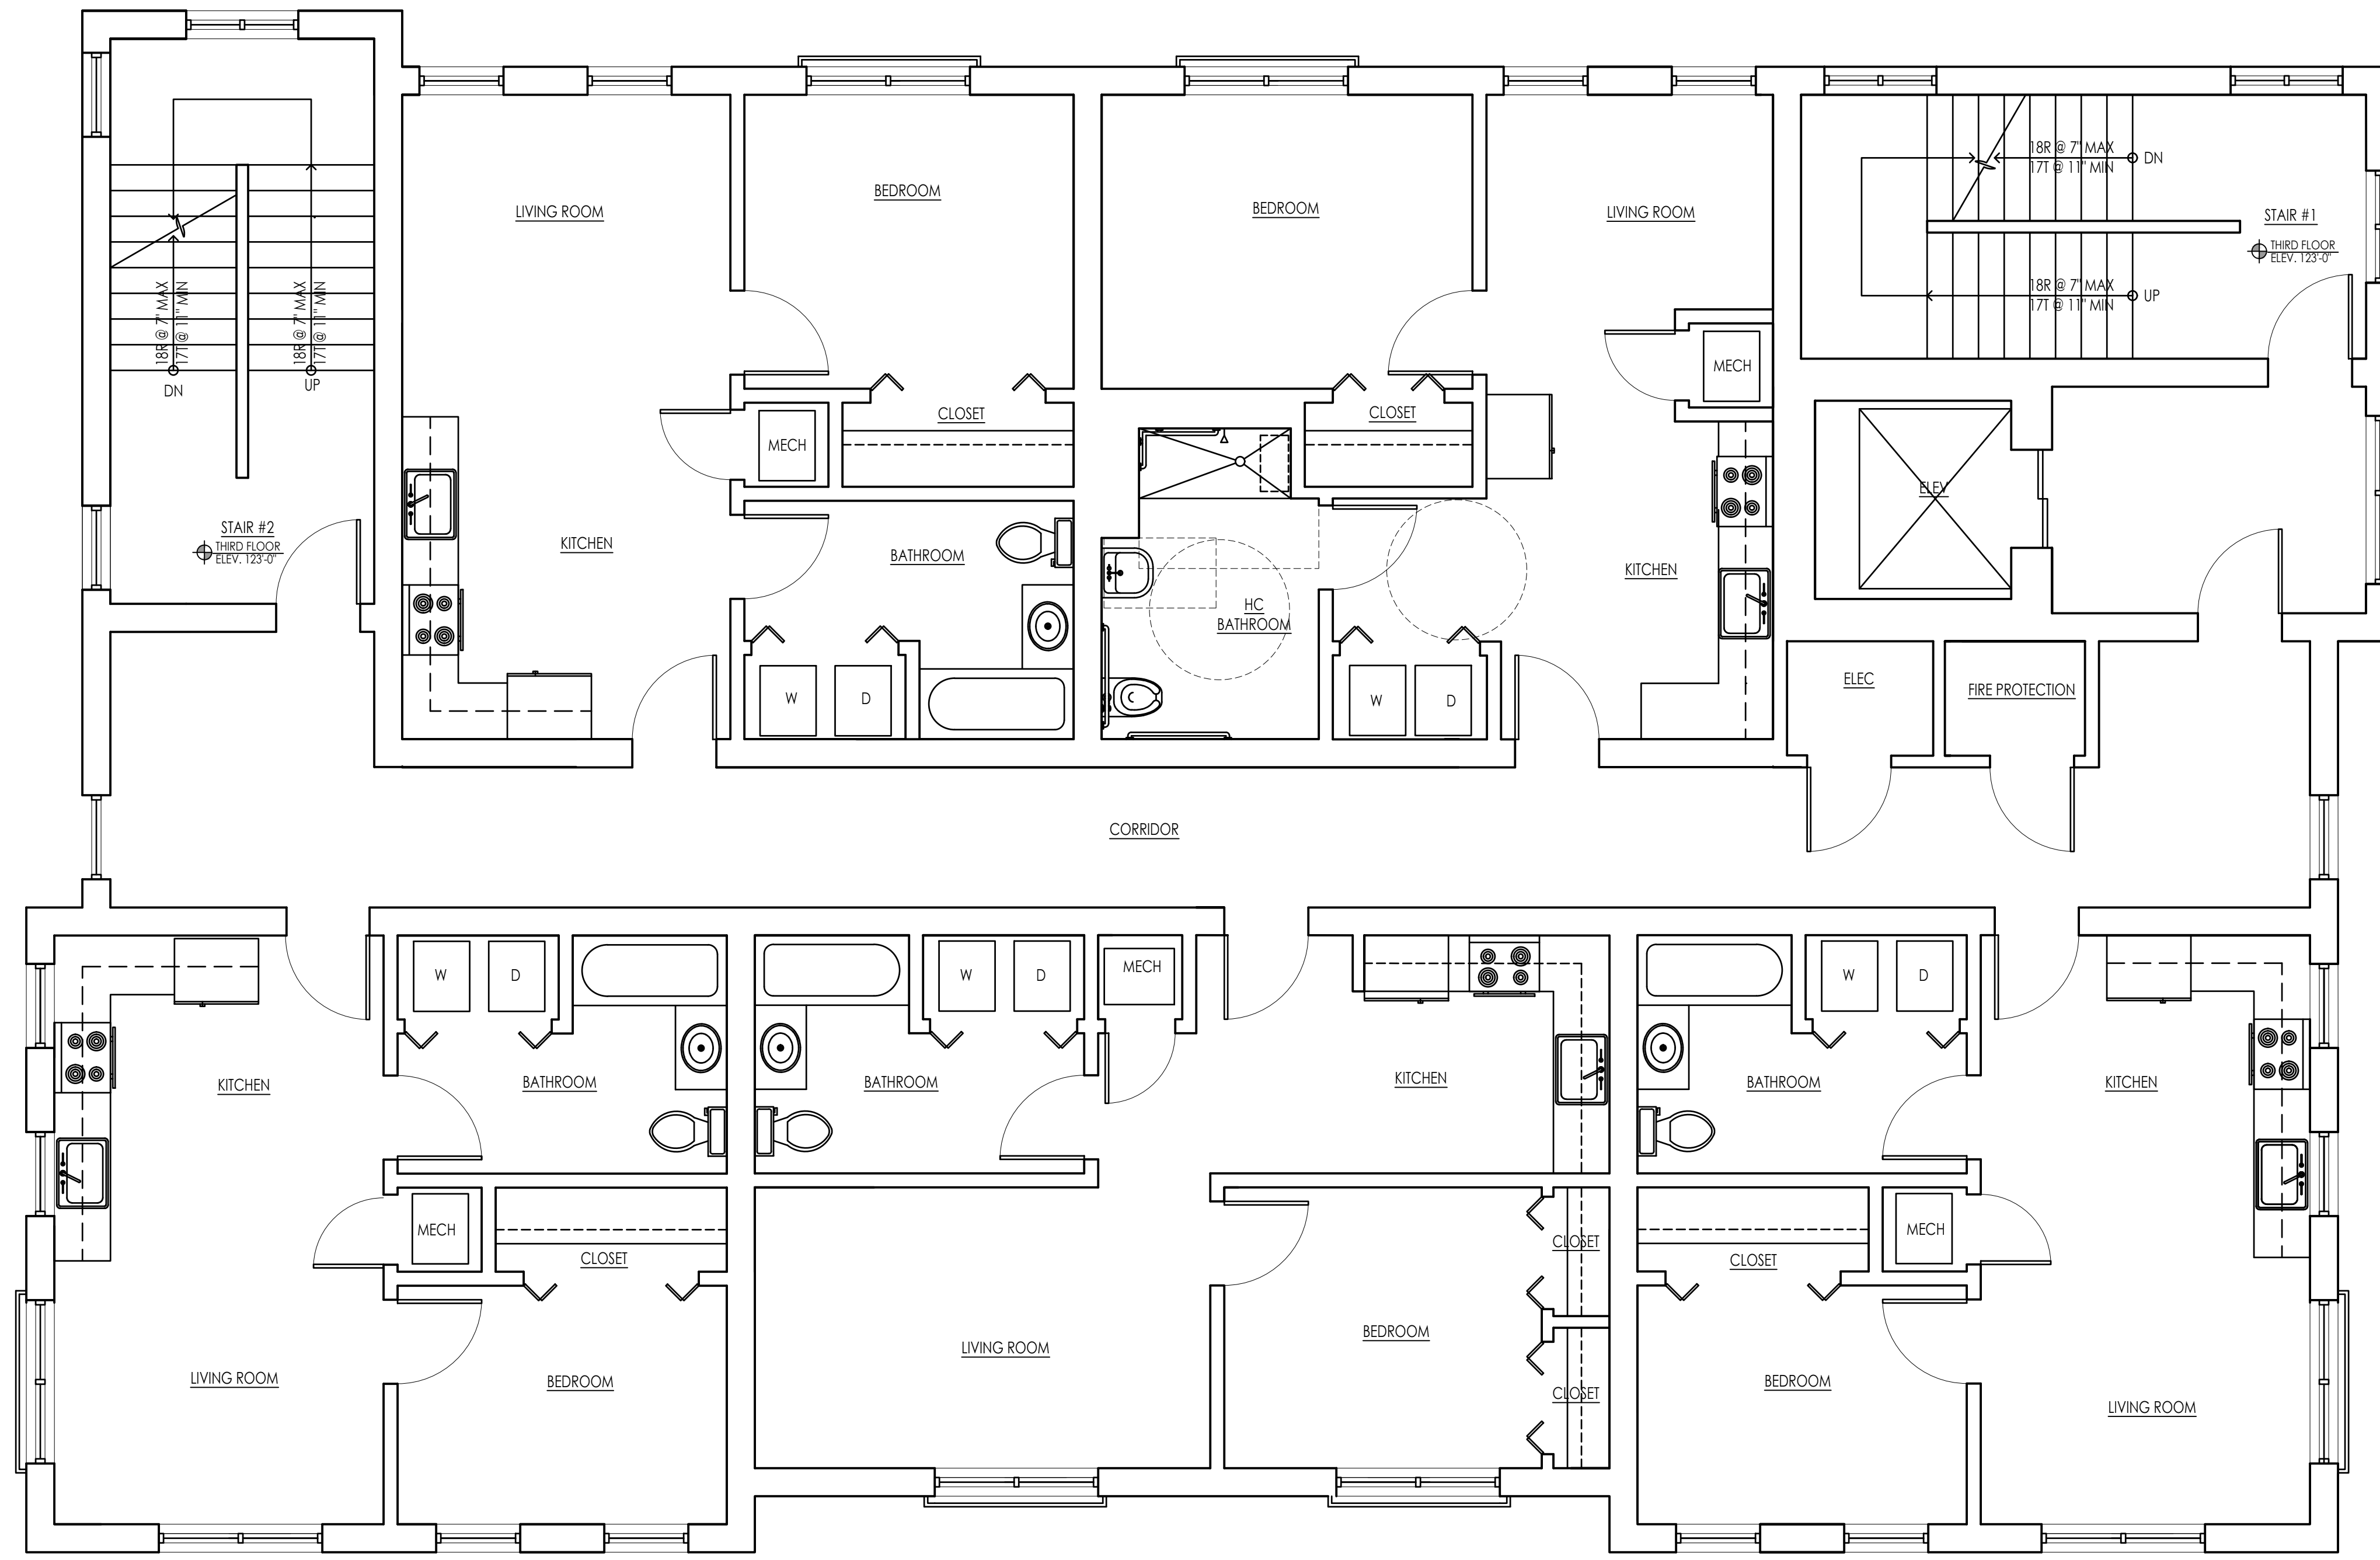 18R @ 7" MAX
17T @ 11" MIN
DN
18R @ 7" MAX
17T @ 11" MIN
UP
STAIR #2
THIRD FLOOR
ELEV. 123'-0"
LIVING ROOM
BEDROOM
CLOSET
MECH
KITCHEN
BATHROOM
W
D
BEDROOM
LIVING ROOM
CLOSET
MECH
KITCHEN
HC
BATHROOM
W
D
18R @ 7" MAX
17T @ 11" MIN
DN
18R @ 7" MAX
17T @ 11" MIN
UP
STAIR #1
THIRD FLOOR
ELEV. 123'-0"
ELEV
ELEC
FIRE PROTECTION
CORRIDOR
W
D
KITCHEN
BATHROOM
MECH
CLOSET
LIVING ROOM
BEDROOM
W
D
MECH
BATHROOM
KITCHEN
LIVING ROOM
BEDROOM
CLOSET
CLOSET
W
D
BATHROOM
KITCHEN
CLOSET
MECH
BEDROOM
LIVING ROOM